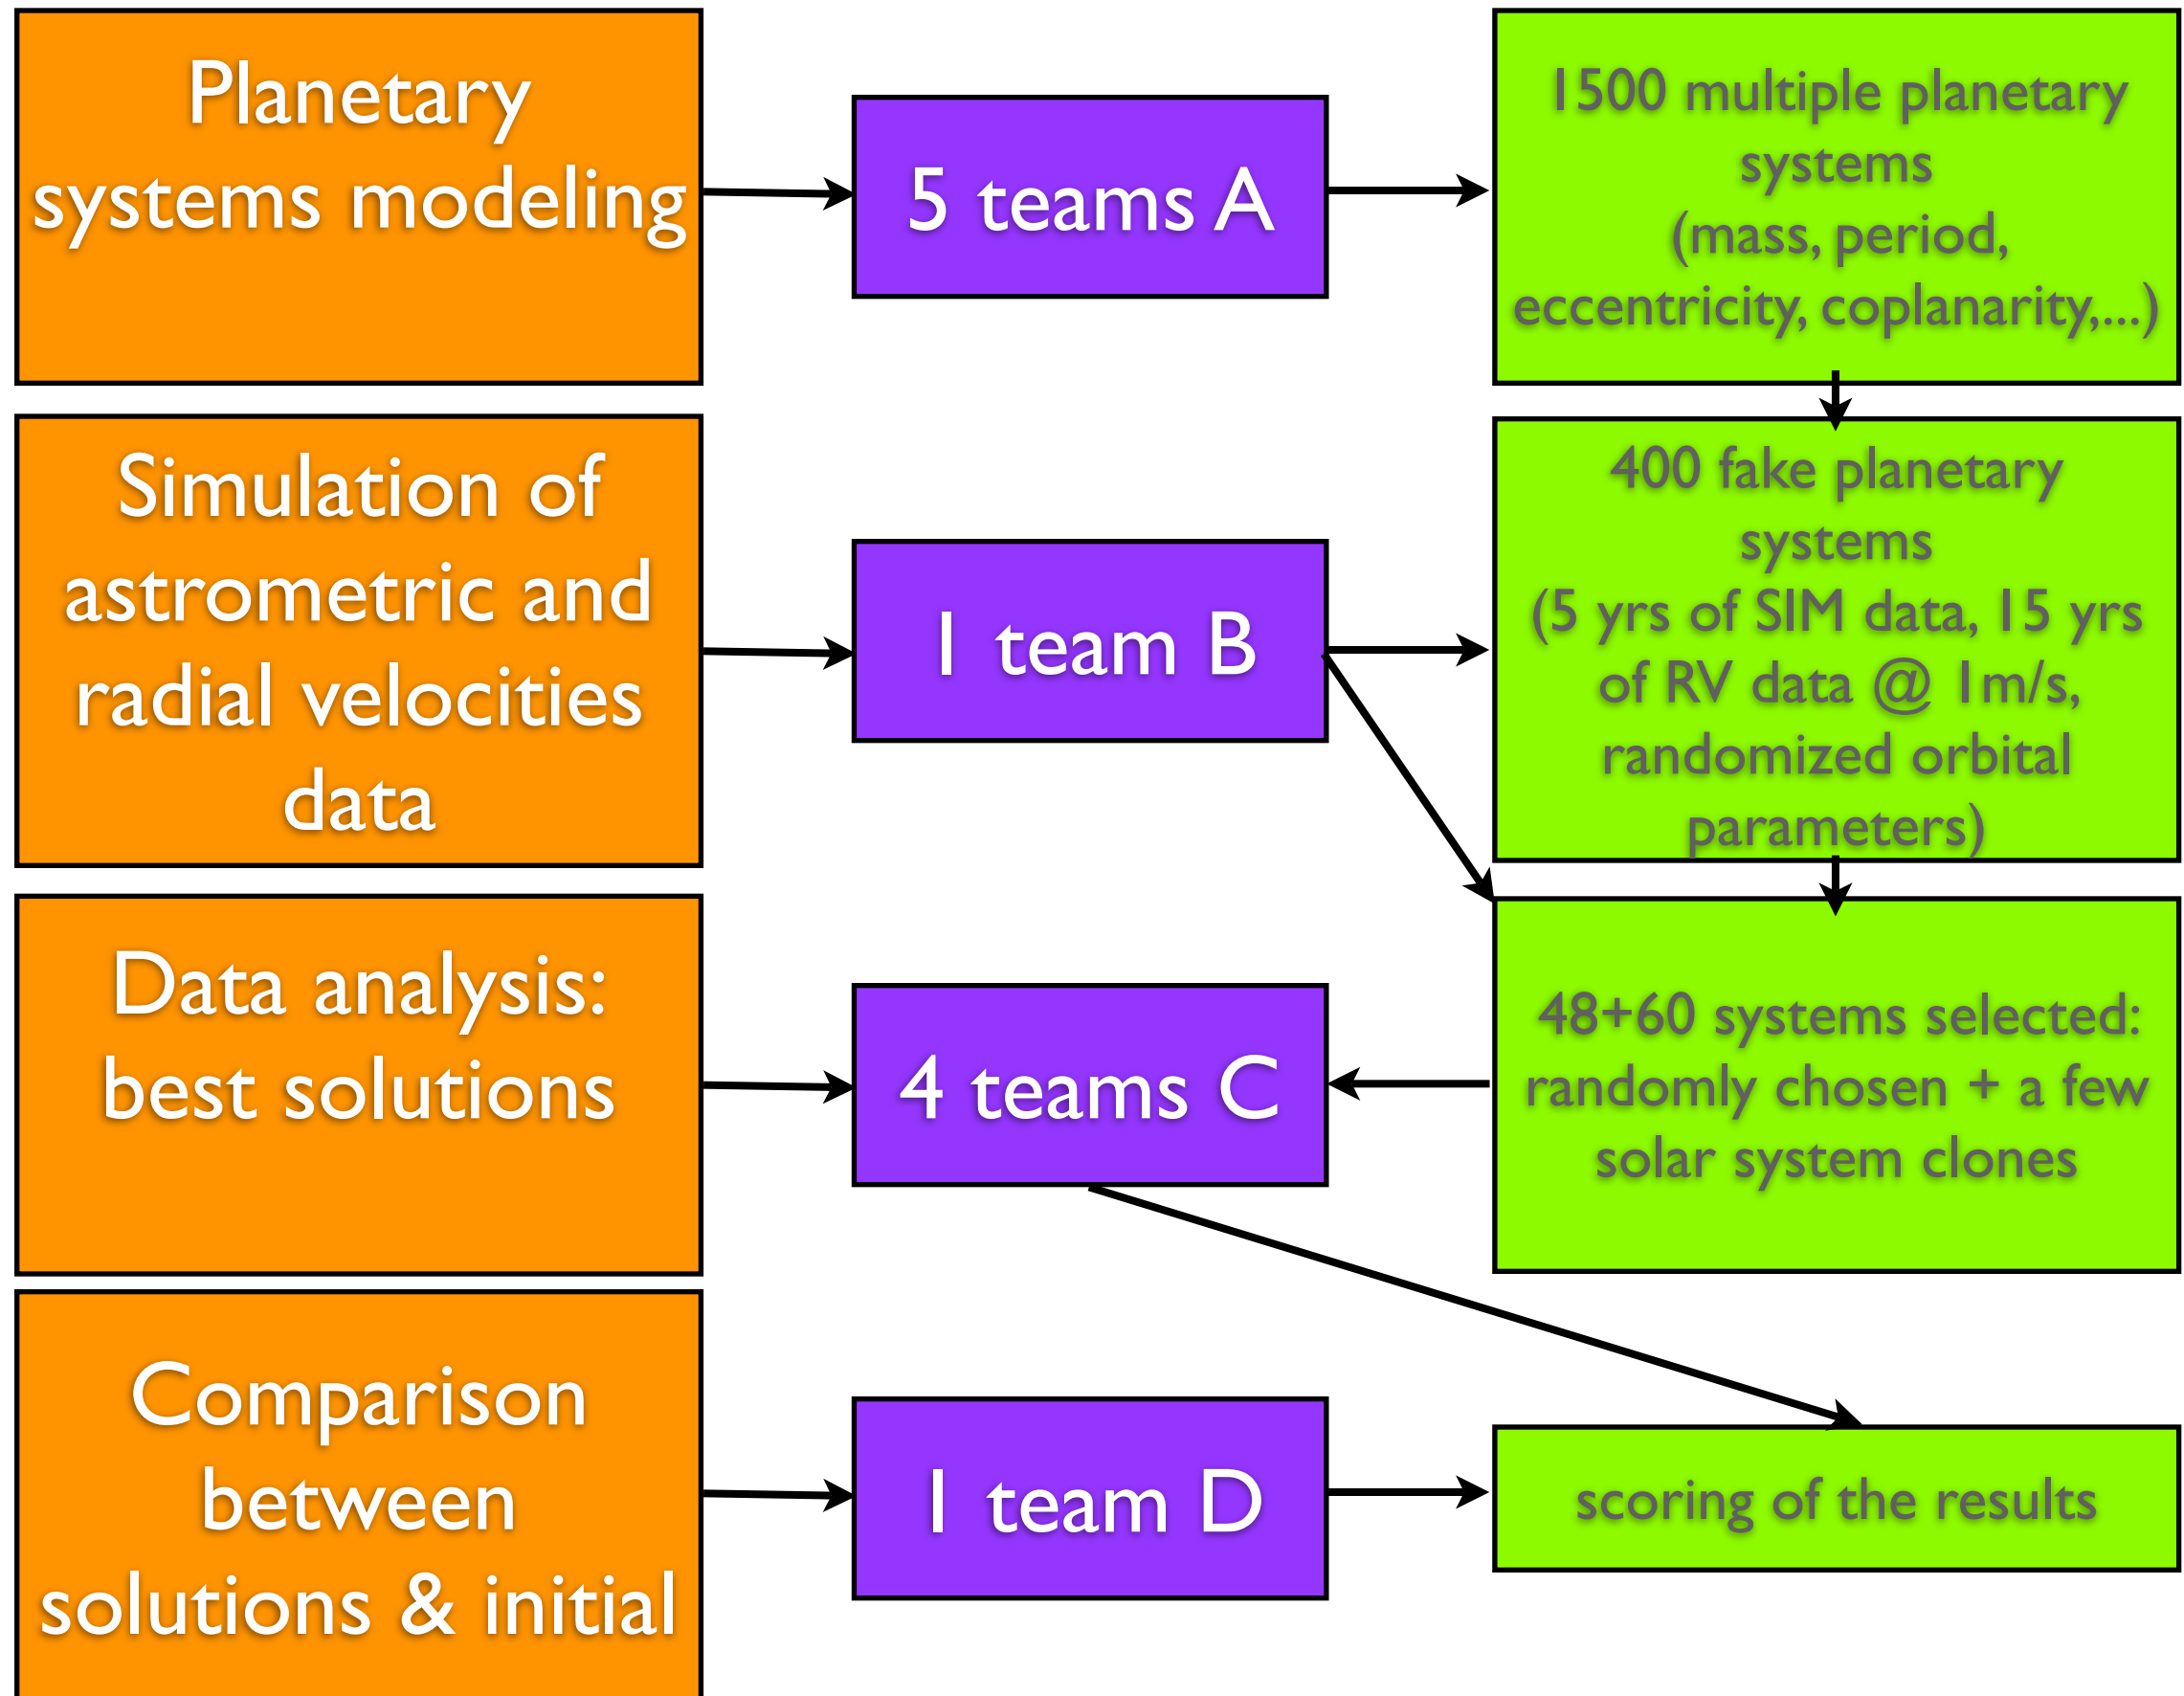 Planetary
systems modeling
5 teams A
1500 multiple planetary
systems
(mass, period,
eccentricity, coplanarity,...)
Simulation of
astrometric and
radial velocities
data
1 team B
400 fake planetary
systems
(5 yrs of SIM data, 15 yrs
of RV data @ 1m/s,
randomized orbital
parameters)
Data analysis:
best solutions
4 teams C
48+60 systems selected:
randomly chosen + a few
solar system clones
Comparison
between
solutions & initial
1 team D
scoring of the results